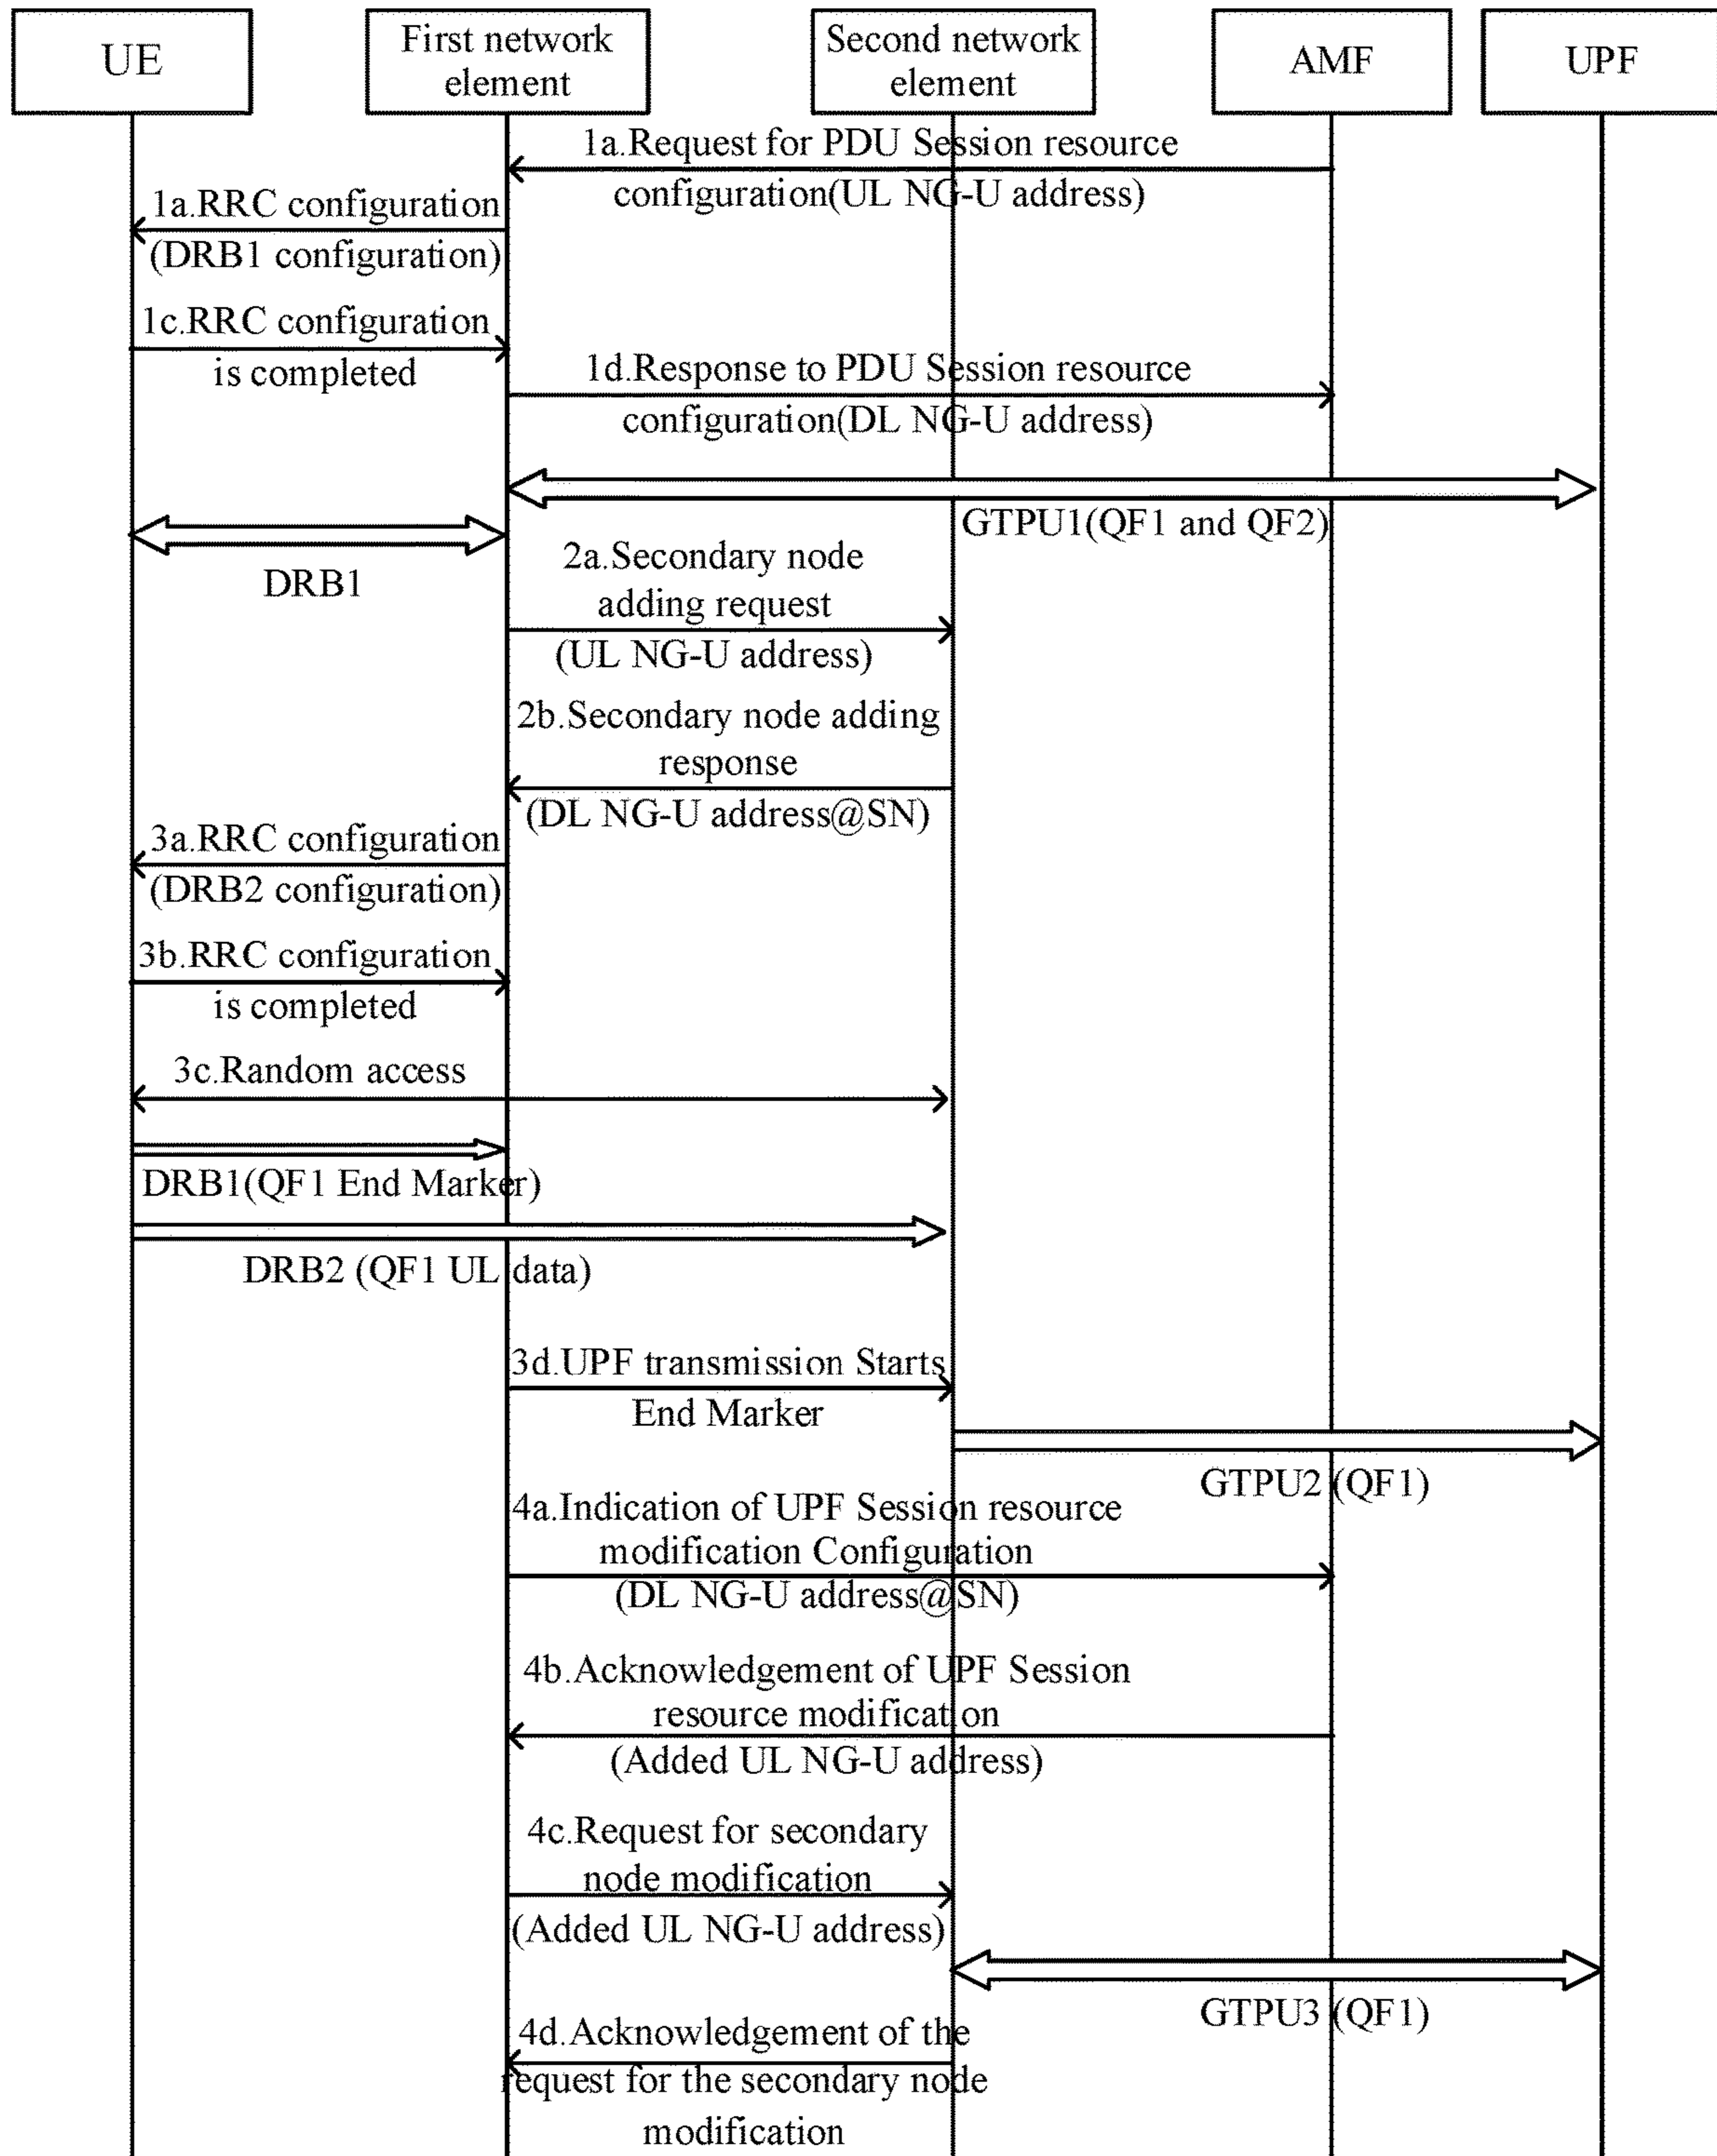 UE
First network
element
Second network
element
AMF
UPF
1a.Request for PDU Session resource
configuration(UL NG-U address)
1a.RRC configuration
(DRB1 configuration)
1c.RRC configuration
is completed
1d.Response to PDU Session resource
configuration(DL NG-U address)
GTPU1(QF1 and QF2)
DRB1
2a.Secondary node
adding request
(UL NG-U address)
2b.Secondary node adding
response
(DL NG-U address@SN)
3a.RRC configuration
(DRB2 configuration)
3b.RRC configuration
is completed
3c.Random access
DRB1(QF1 End Marker)
DRB2 (QF1 UL data)
3d.UPF transmission Starts
End Marker
GTPU2 (QF1)
4a.Indication of UPF Session resource
modification Configuration
(DL NG-U address@SN)
4b.Acknowledgement of UPF Session
resource modification
(Added UL NG-U address)
4c.Request for secondary
node modification
(Added UL NG-U address)
GTPU3 (QF1)
4d.Acknowledgement of the
request for the secondary node
modification